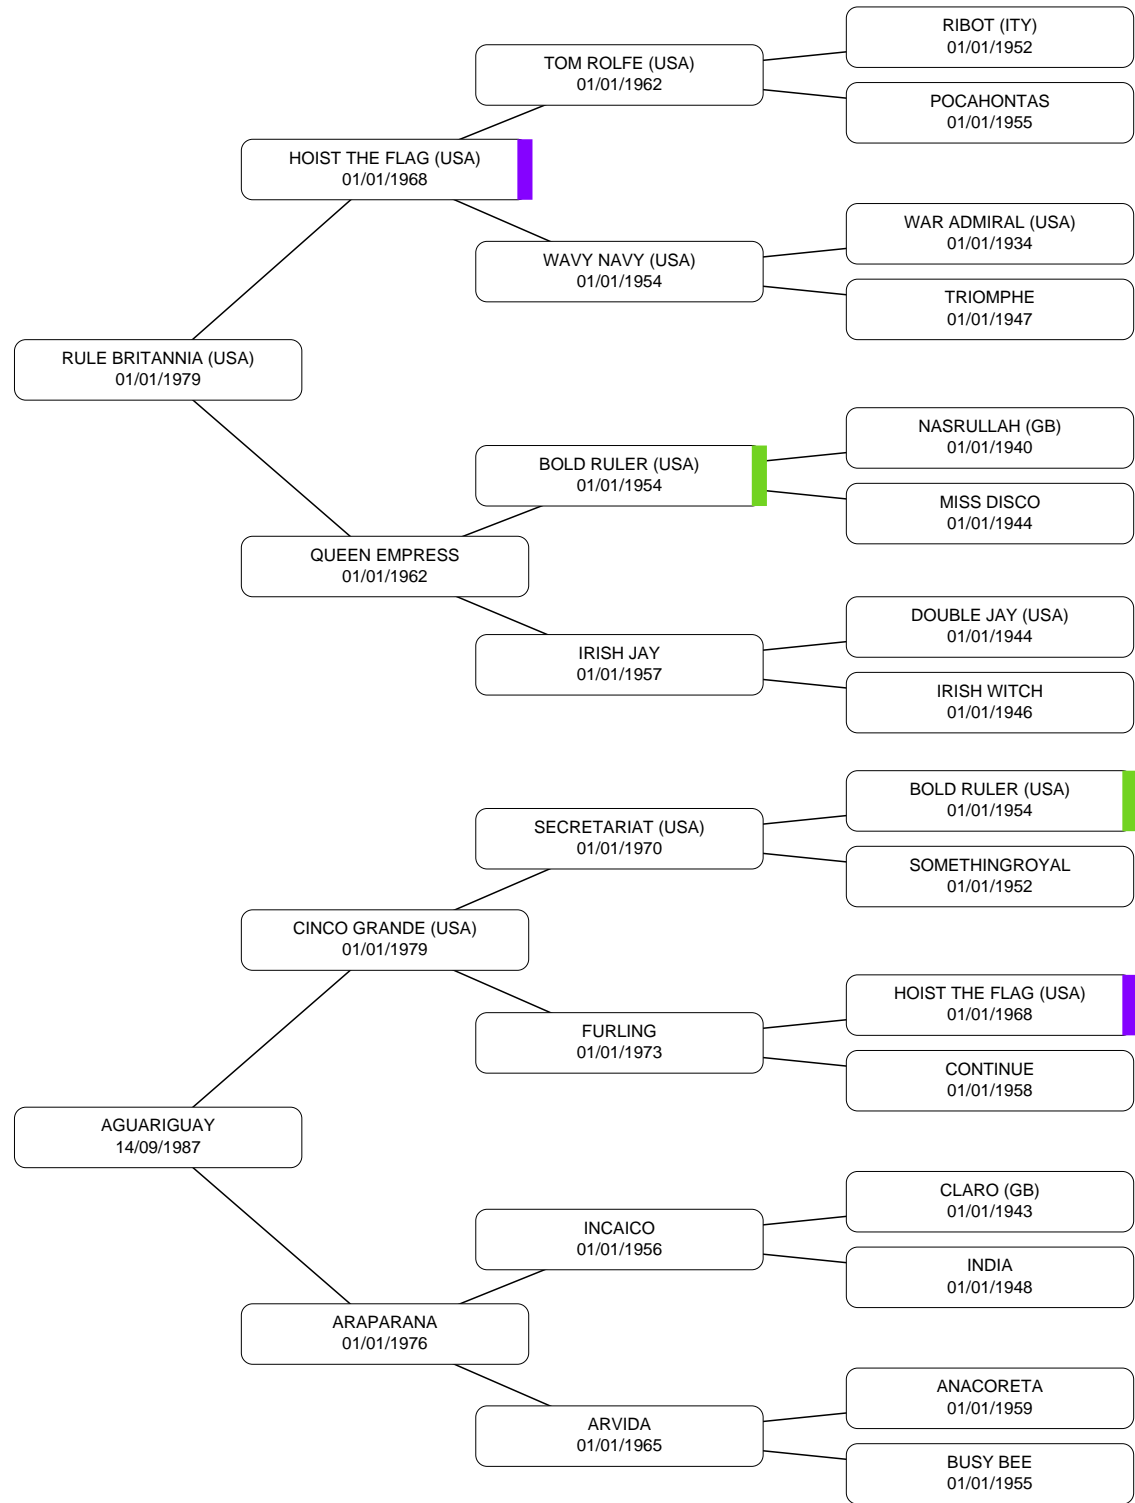 RIBOT (ITY)
01/01/1952
TOM ROLFE (USA)
01/01/1962
POCAHONTAS
01/01/1955
HOIST THE FLAG (USA)
01/01/1968
WAR ADMIRAL (USA)
01/01/1934
WAVY NAVY (USA)
01/01/1954
TRIOMPHE
01/01/1947
RULE BRITANNIA (USA)
01/01/1979
NASRULLAH (GB)
01/01/1940
BOLD RULER (USA)
01/01/1954
MISS DISCO
01/01/1944
QUEEN EMPRESS
01/01/1962
DOUBLE JAY (USA)
01/01/1944
IRISH JAY
01/01/1957
IRISH WITCH
01/01/1946
BOLD RULER (USA)
01/01/1954
SECRETARIAT (USA)
01/01/1970
SOMETHINGROYAL
01/01/1952
CINCO GRANDE (USA)
01/01/1979
HOIST THE FLAG (USA)
01/01/1968
FURLING
01/01/1973
CONTINUE
01/01/1958
AGUARIGUAY
14/09/1987
CLARO (GB)
01/01/1943
INCAICO
01/01/1956
INDIA
01/01/1948
ARAPARANA
01/01/1976
ANACORETA
01/01/1959
ARVIDA
01/01/1965
BUSY BEE
01/01/1955